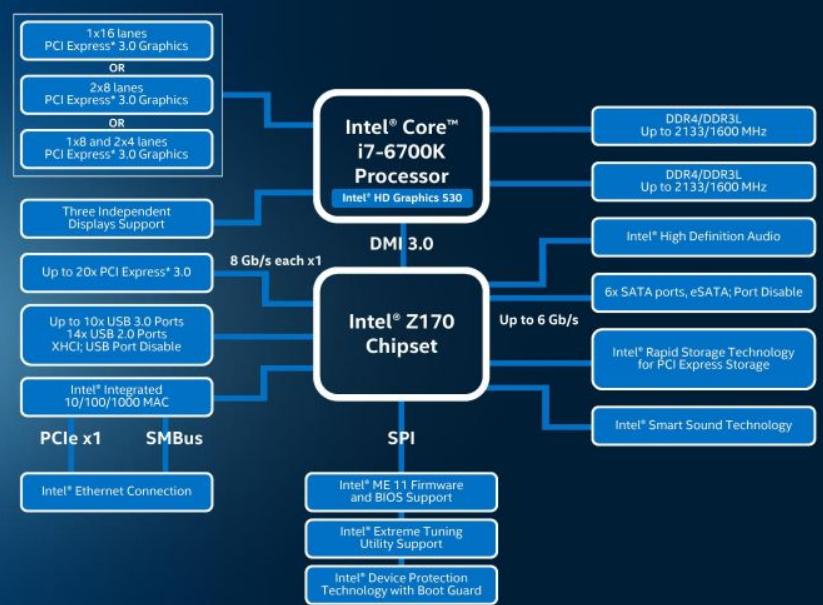 1x16 lanes
PCI Express* 3.0 Graphics
OR
2x8 lanes
PCI Express* 3.0 Graphics
OR
1x8 and 2x4 lanes
PCI Express* 3.0 Graphics
Three Independent
Displays Support
Intel® Core™
i7-6700K
Processor
Intel® HD Graphics 530
DDR4/DDR3L
Up to 2133/1600 MHz
DDR4/DDR3L
Up to 2133/1600 MHz
DMI 3.0
8 Gb/s each x1
Up to 20x PCI Express* 3.0
Up to 10x USB 3.0 Ports
14x USB 2.0 Ports
XHCI; USB Port Disable
Intel® Integrated
10/100/1000 MAC
PCIe x1
SMBus
Intel® Ethernet Connection
Intel® Z170
Chipset
Intel® High Definition Audio
6x SATA ports, eSATA; Port Disable
Up to 6 Gb/s
Intel® Rapid Storage Technology
for PCI Express Storage
Intel® Smart Sound Technology
SPI
Intel® ME 11 Firmware
and BIOS Support
Intel® Extreme Tuning
Utility Support
Intel® Device Protection
Technology with Boot Guard